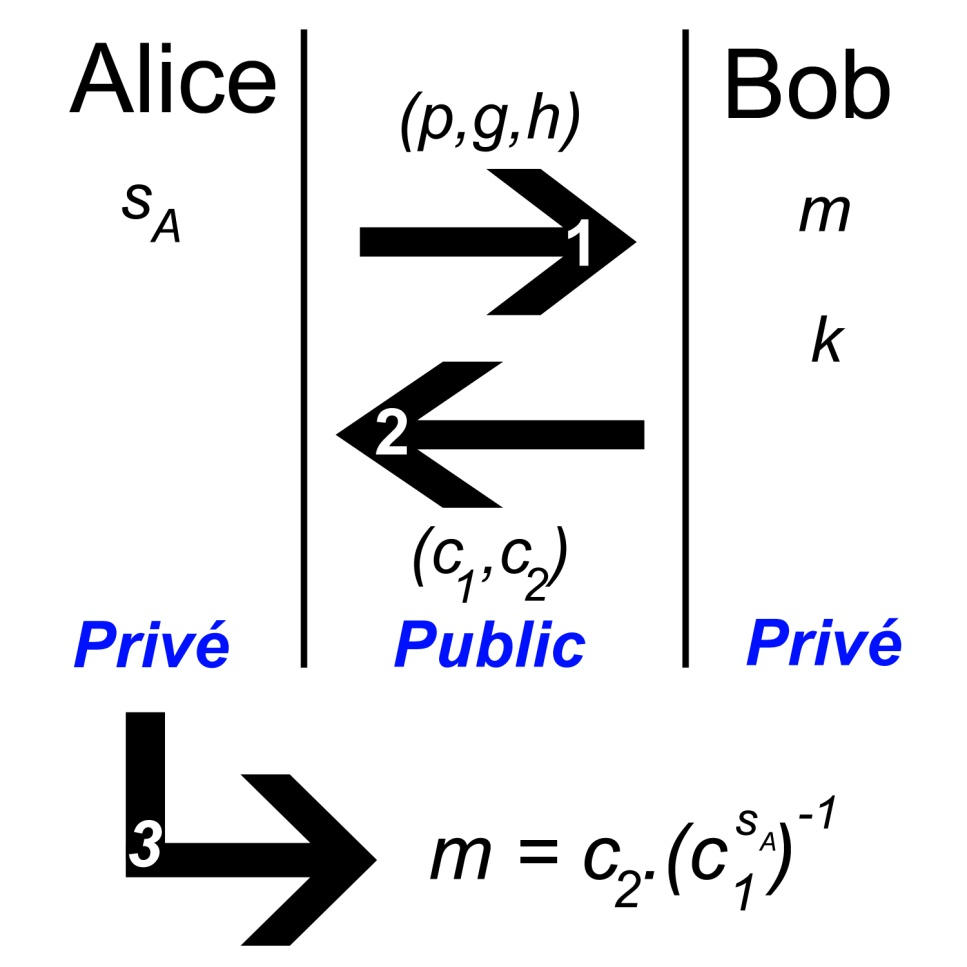 Alice
Bob
(p,g,h)
s_A
m
1
k
2
(c_1,c_2)
Privé
Public
Privé
3
m = c_2.(c_1^{s_A})^{-1}